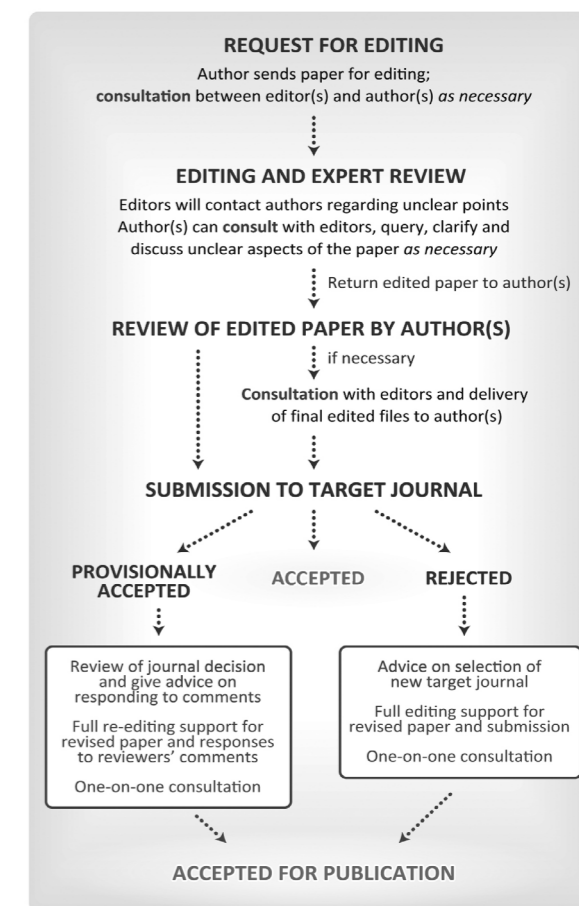 REQUEST FOR EDITING
Author sends paper for editing;
consultation between editor(s) and author(s) as necessary
EDITING AND EXPERT REVIEW
Editors will contact authors regarding unclear points
Author(s) can consult with editors, query, clarify and
discuss unclear aspects of the paper as necessary
Return edited paper to author(s)
REVIEW OF EDITED PAPER BY AUTHOR(S)
if necessary
Consultation with editors and delivery
of final edited files to author(s)
SUBMISSION TO TARGET JOURNAL
PROVISIONALLY
ACCEPTED
ACCEPTED
REJECTED
Review of journal decision
and give advice on
responding to comments
Full re-editing support for
revised paper and responses
to reviewers' comments
One-on-one consultation
Advice on selection of
new target journal
Full editing support for
revised paper and submission
One-on-one consultation
ACCEPTED FOR PUBLICATION